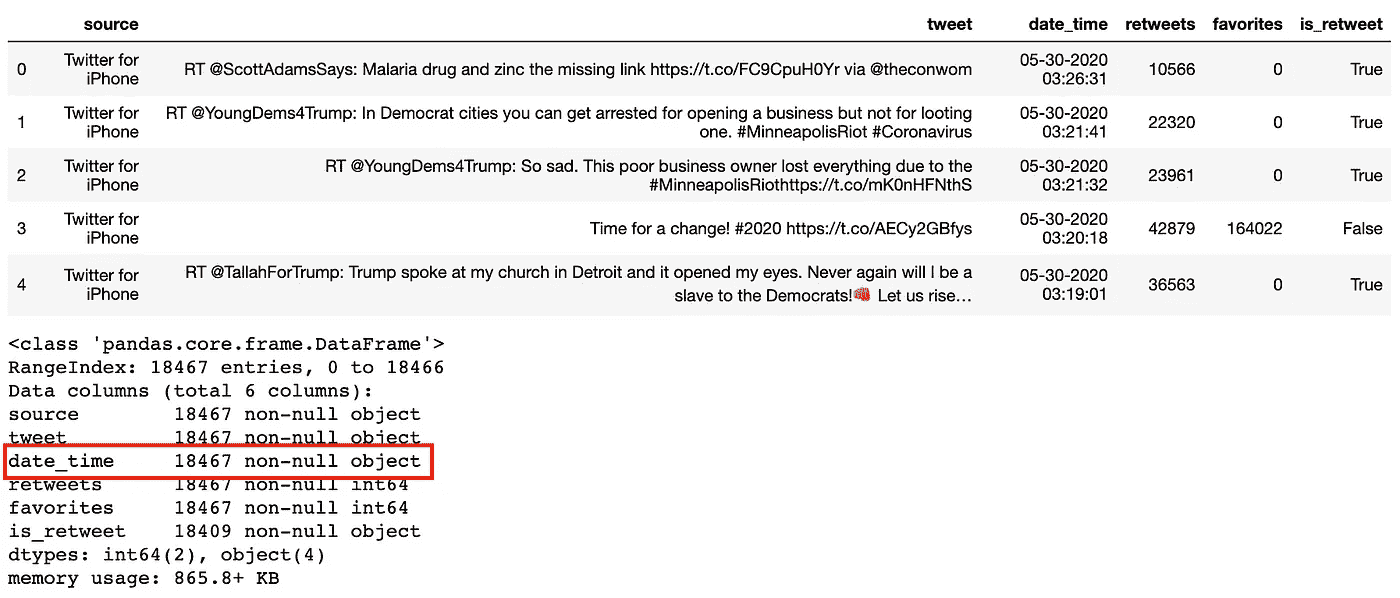 source tweet date_time retweets favorites is_retweet
0 Twitter for iPhone RT @ScottAdamsSays: Malaria drug and zinc the missing link https://t.co/FC9CpuH0Yr via @theconwom 05-30-2020 03:26:31 10566 0 True
1 Twitter for iPhone RT @YoungDems4Trump: In Democrat cities you can get arrested for opening a business but not for looting one. #MinneapolisRiot #Coronavirus 05-30-2020 03:21:41 22320 0 True
2 Twitter for iPhone RT @YoungDems4Trump: So sad. This poor business owner lost everything due to the #MinneapolisRiothttps://t.co/mK0nHFNthS 05-30-2020 03:21:32 23961 0 True
3 Twitter for iPhone Time for a change! #2020 https://t.co/AECy2GBfys 05-30-2020 03:20:18 42879 164022 False
4 Twitter for iPhone RT @TallahForTrump: Trump spoke at my church in Detroit and it opened my eyes. Never again will I be a slave to the Democrats!👊 Let us rise… 05-30-2020 03:19:01 36563 0 True
<class 'pandas.core.frame.DataFrame'>
RangeIndex: 18467 entries, 0 to 18466
Data columns (total 6 columns):
source 18467 non-null object
tweet 18467 non-null object
date_time 18467 non-null object
retweets 18467 non-null int64
favorites 18467 non-null int64
is_retweet 18409 non-null object
dtypes: int64(2), object(4)
memory usage: 865.8+ KB